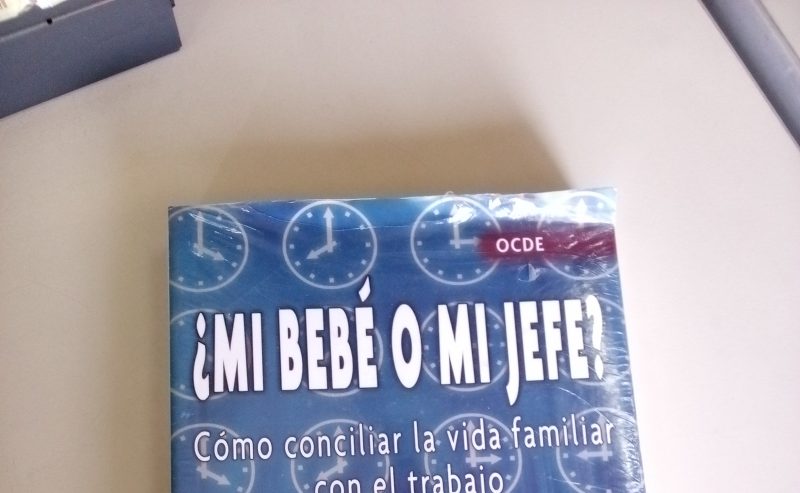 OCDE
¿MI BEBÉ O MI JEFE?
Cómo conciliar la vida familiar
con el trabajo